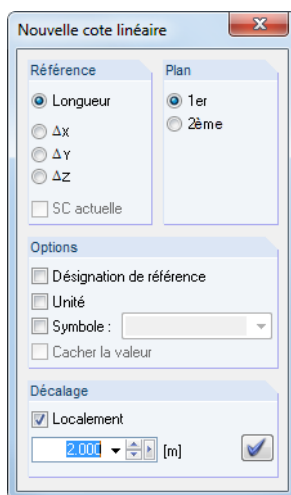 Nouvelle cote linéaire
Référence
Longueur
ΔX
ΔY
ΔZ
SC actuelle
Plan
1er
2ème
Options
Désignation de référence
Unité
Symbole :
Cacher la valeur
Décalage
Localement
2.000 [m]